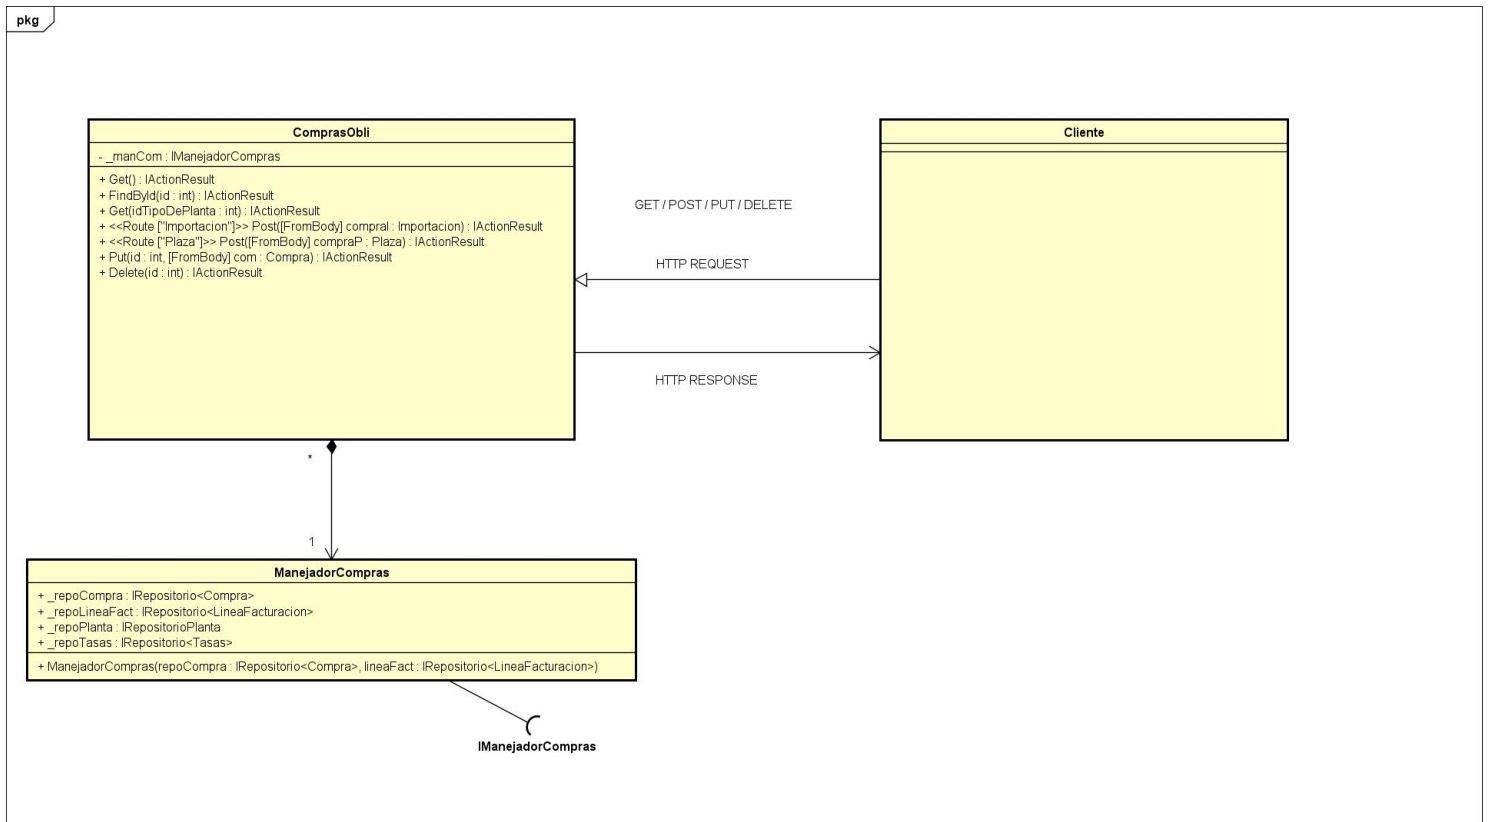 pkg
ComprasObli
- _manCom : IManejadorCompras
+ Get() : IActionResult
+ FindById(id : int) : IActionResult
+ Get(idTipoDePlanta : int) : IActionResult
+ <<Route ["Importacion"]>> Post([FromBody] compraI : Importacion) : IActionResult
+ <<Route ["Plaza"]>> Post([FromBody] compraP : Plaza) : IActionResult
+ Put(id : int, [FromBody] com : Compra) : IActionResult
+ Delete(id : int) : IActionResult
Cliente
GET / POST / PUT / DELETE
HTTP REQUEST
HTTP RESPONSE
*
1
ManejadorCompras
+ _repoCompra : IRepositorio<Compra>
+ _repoLineaFact : IRepositorio<LineaFacturacion>
+ _repoPlanta : IRepositorioPlanta
+ _repoTasas : IRepositorio<Tasas>
+ ManejadorCompras(repoCompra : IRepositorio<Compra>, lineaFact : IRepositorio<LineaFacturacion>)
IManejadorCompras